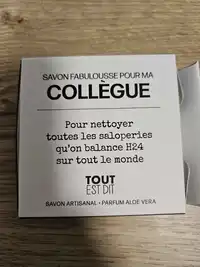 SAVON FABULOUSSE POUR MA
COLLÈGUE
Pour nettoyer
toutes les saloperies
qu'on balance H24
sur tout le monde
TOUT
EST DIT
SAVON ARTISANAL • PARFUM ALOE VERA